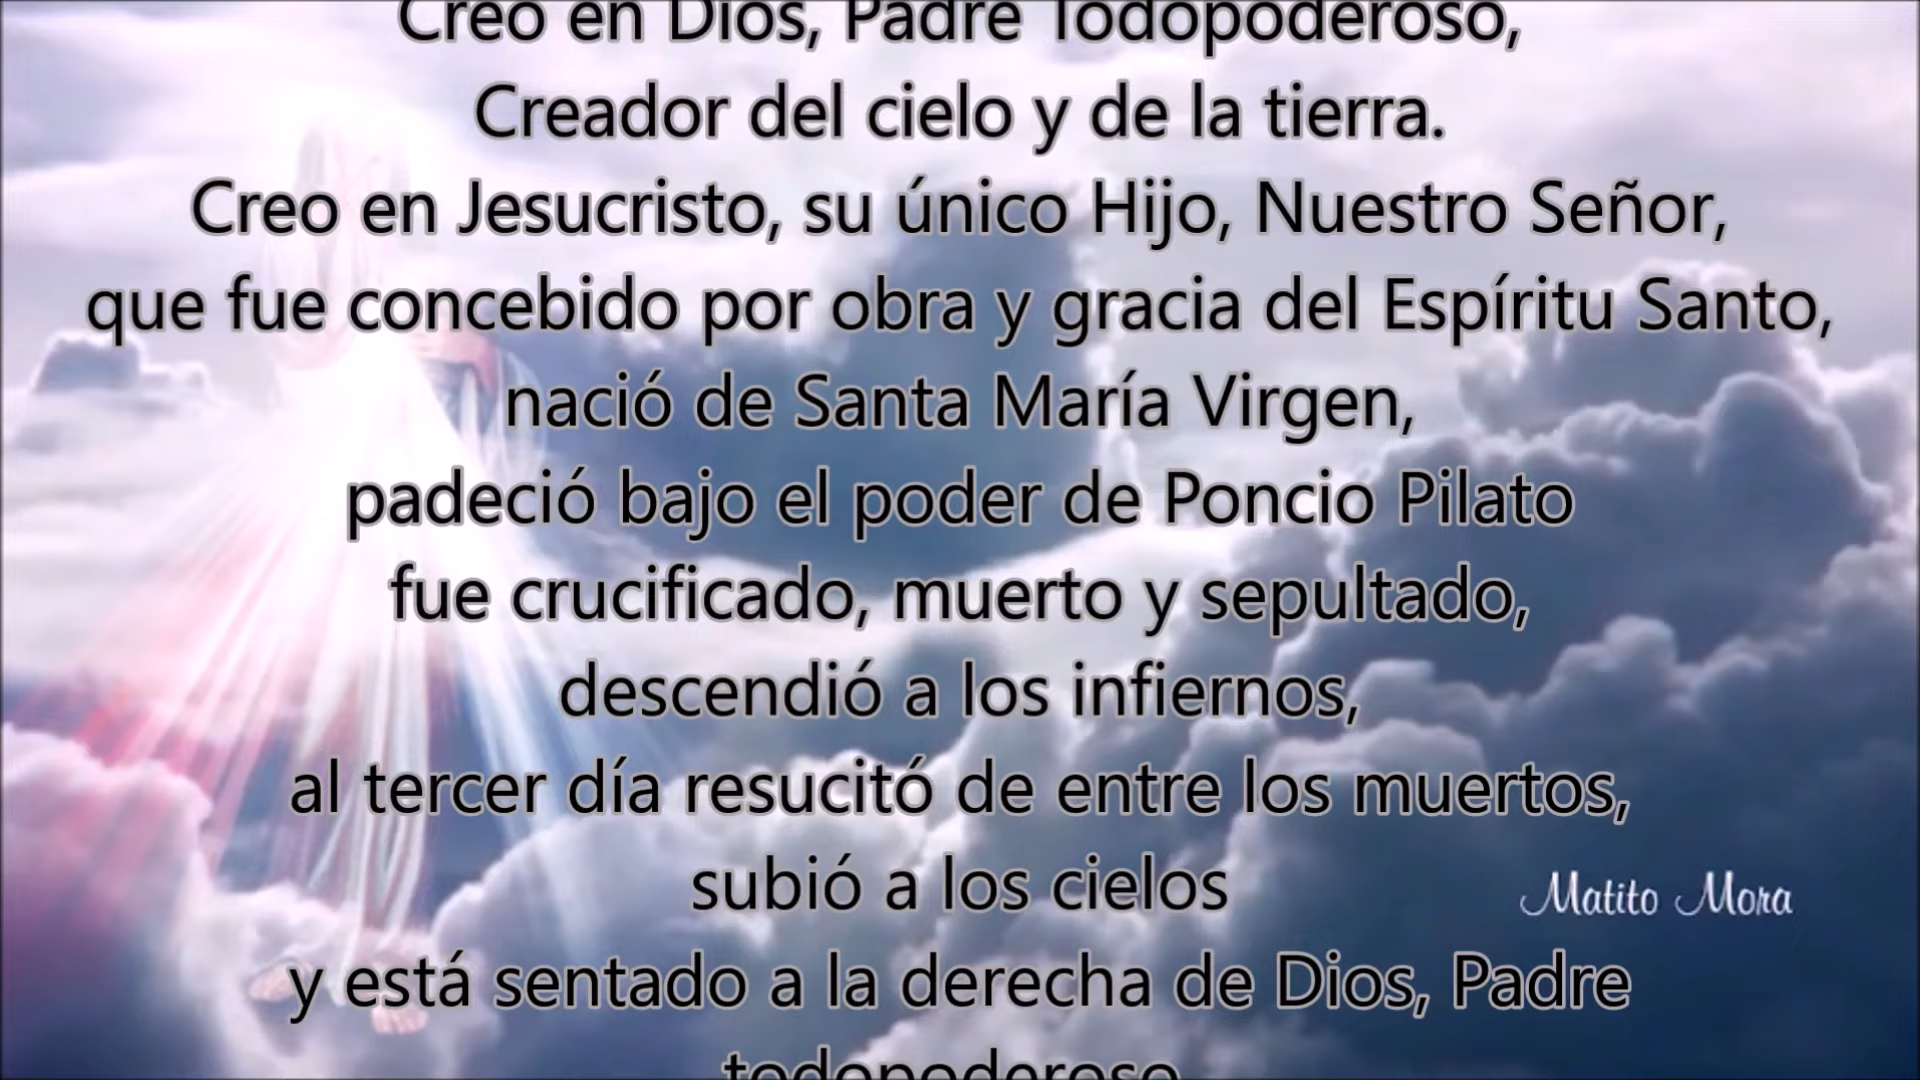 Creo en Dios, Padre Todopoderoso,
Creador del cielo y de la tierra.
Creo en Jesucristo, su único Hijo, Nuestro Señor,
que fue concebido por obra y gracia del Espíritu Santo,
nació de Santa María Virgen,
padeció bajo el poder de Poncio Pilato
fue crucificado, muerto y sepultado,
descendió a los infiernos,
al tercer día resucitó de entre los muertos,
subió a los cielos
Matito Mora
y está sentado a la derecha de Dios, Padre
todopoderoso